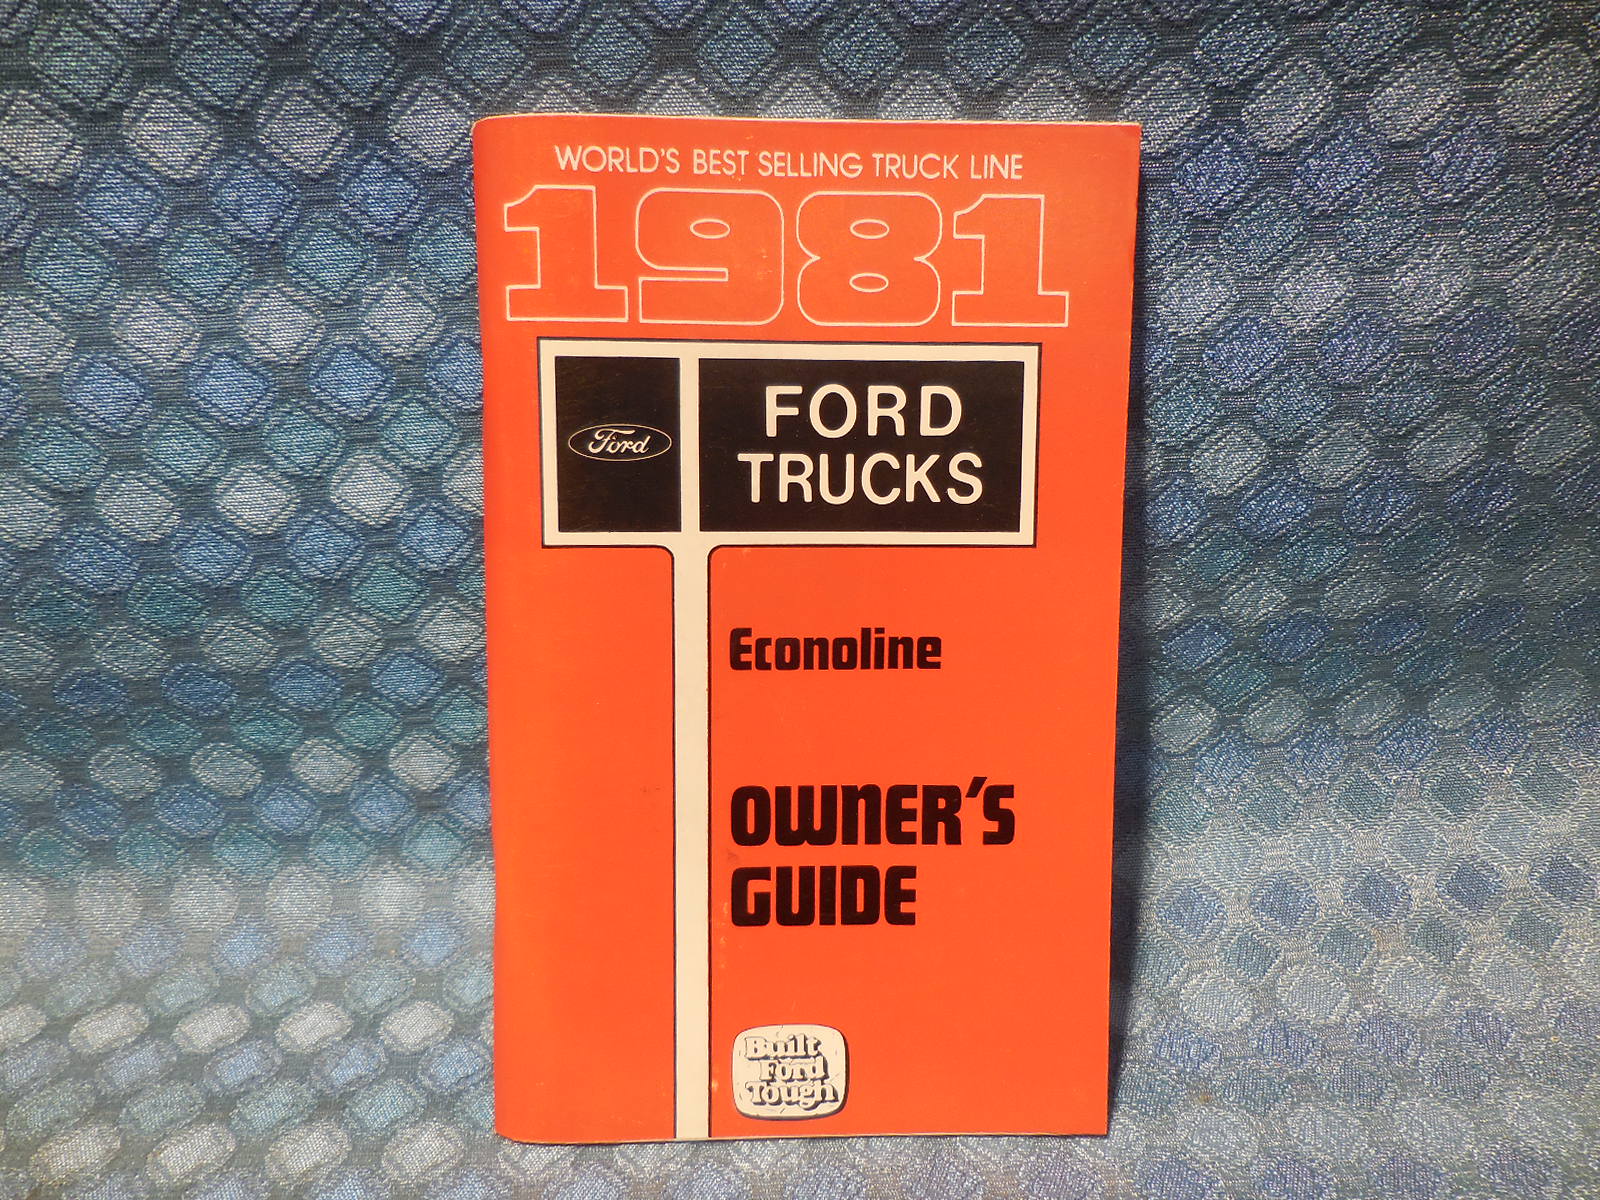 WORLD'S BEST SELLING TRUCK LINE
1981
Ford
FORD
TRUCKS
Econoline
OWNER'S
GUIDE
Built
Ford
Tough